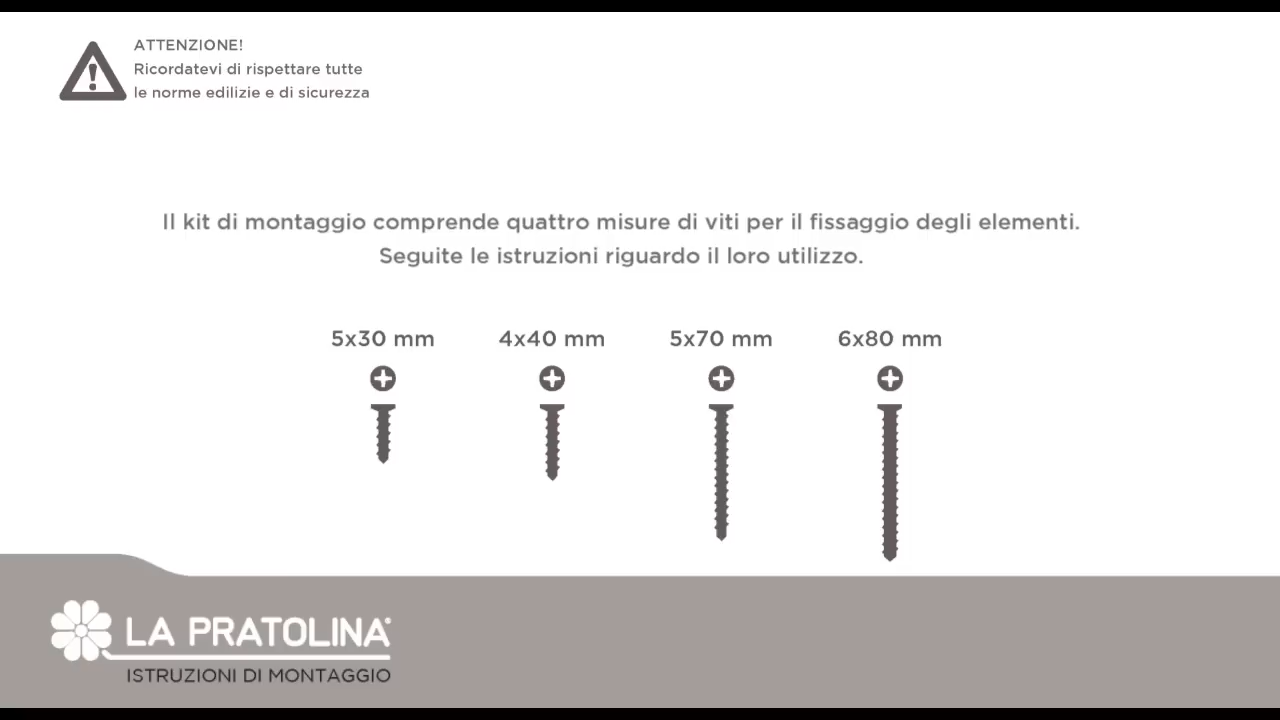 ATTENZIONE!
Ricordatevi di rispettare tutte
le norme edilizie e di sicurezza
Il kit di montaggio comprende quattro misure di viti per il fissaggio degli elementi.
Seguite le istruzioni riguardo il loro utilizzo.
5x30 mm 4x40 mm 5x70 mm 6x80 mm
LA PRATOLINA®
ISTRUZIONI DI MONTAGGIO